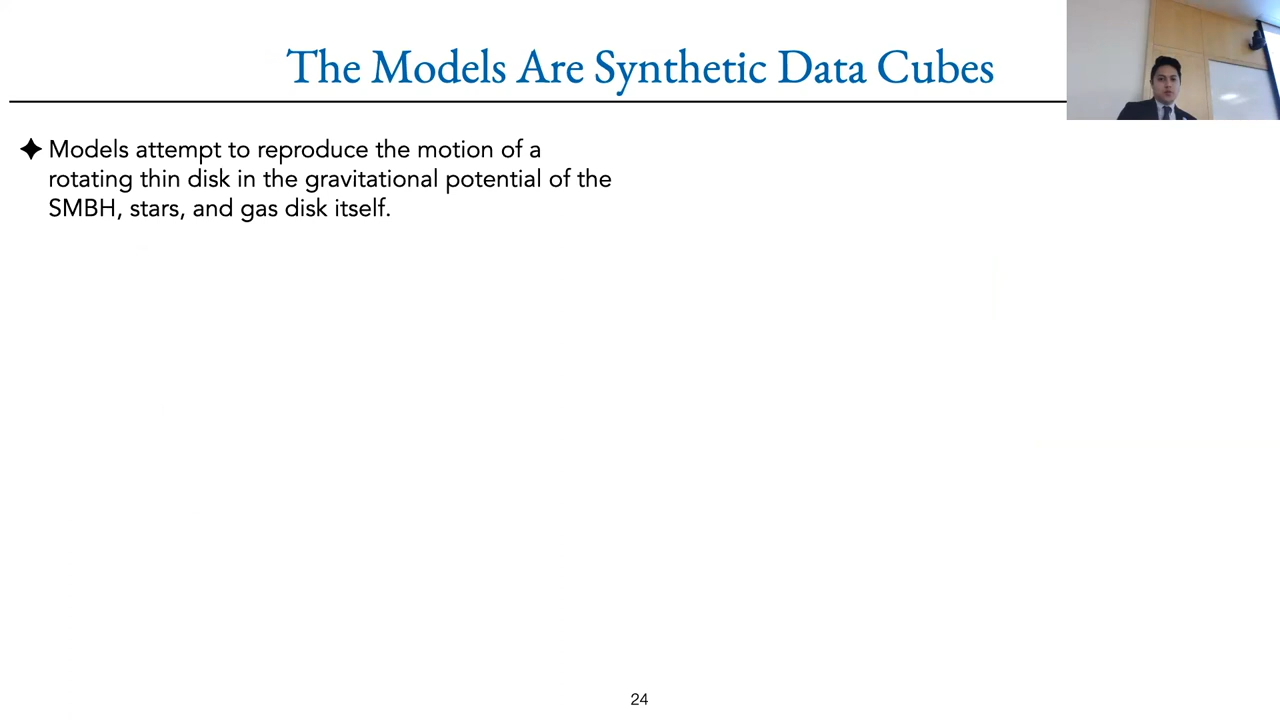 The Models Are Synthetic Data Cubes
✦ Models attempt to reproduce the motion of a
rotating thin disk in the gravitational potential of the
SMBH, stars, and gas disk itself.
24